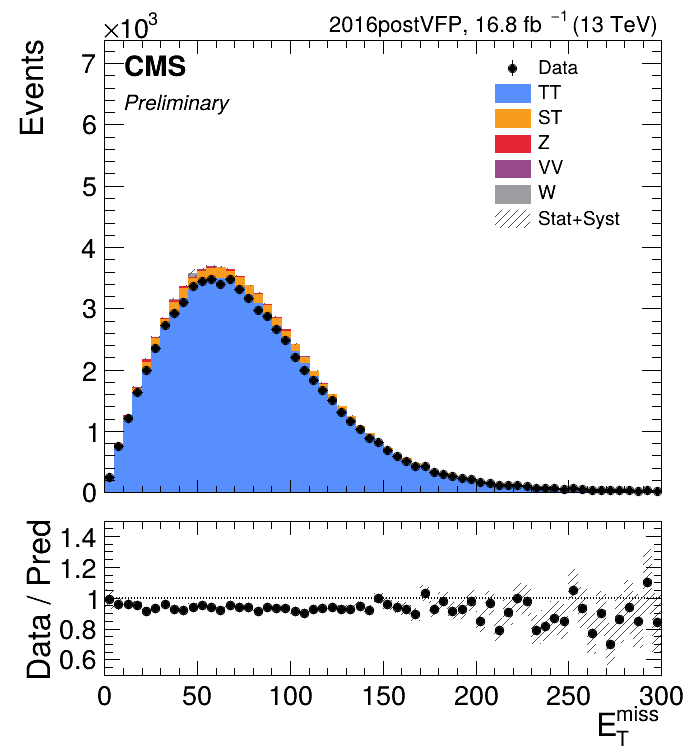 ×10³
2016postVFP, 16.8 fb ⁻¹ (13 TeV)
Events
7
6
5
4
3
2
1
0
CMS
Preliminary
Data
TT
ST
Z
VV
W
Stat+Syst
Data / Pred
1.4
1.2
1
0.8
0.6
0 50 100 150 200 250 300
E_T^miss